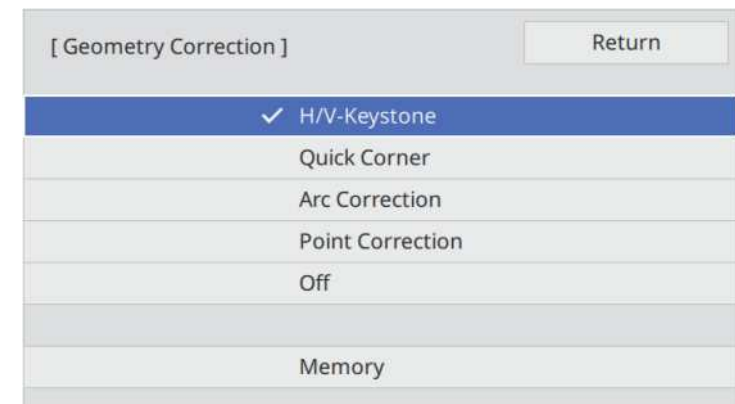 [ Geometry Correction ]
Return
H/V-Keystone
Quick Corner
Arc Correction
Point Correction
Off
Memory